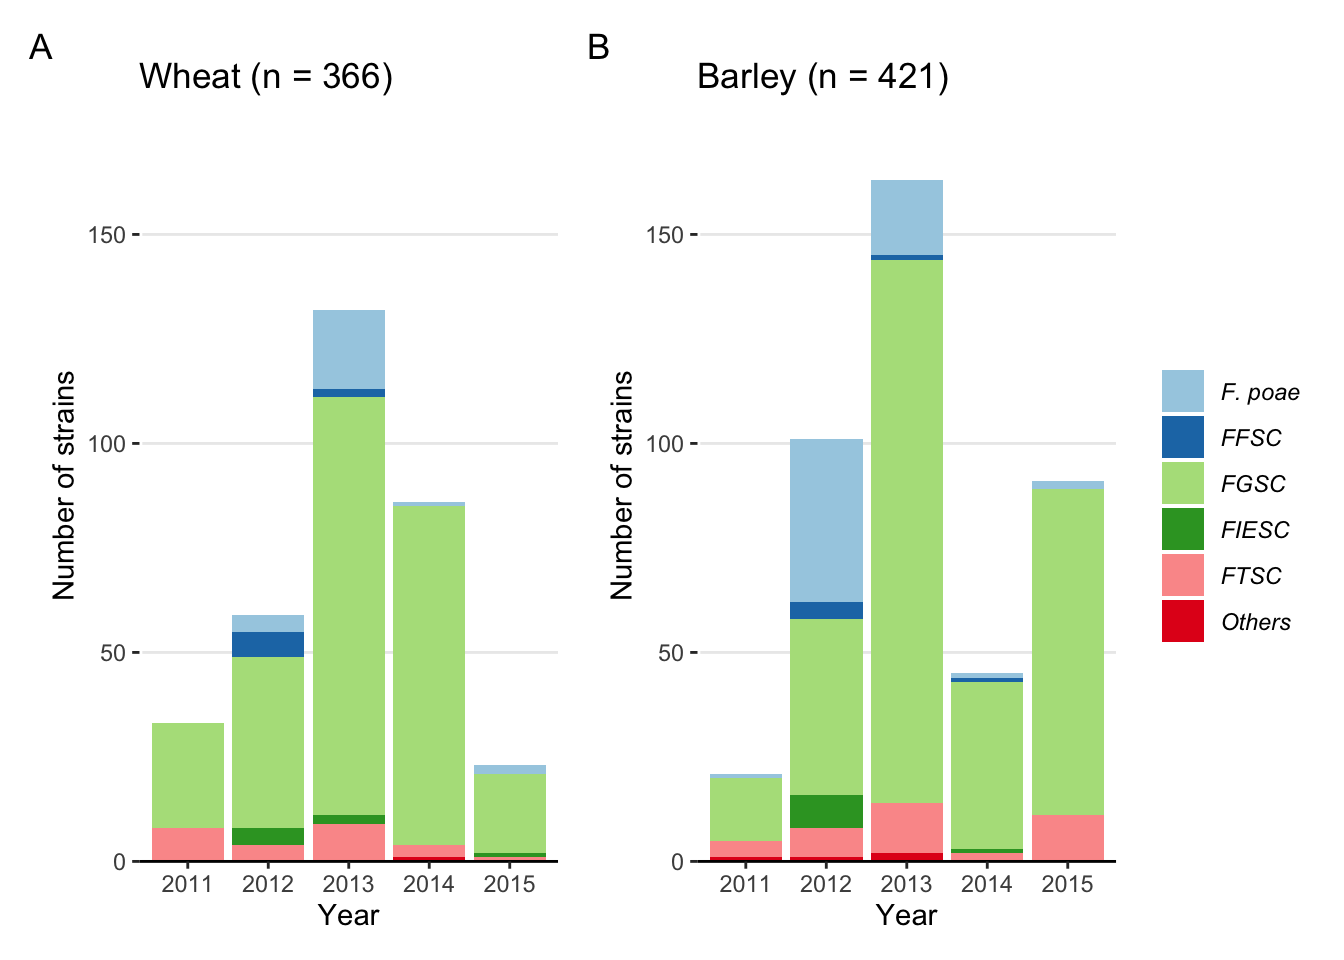 A
Wheat (n = 366)
Number of strains
150
100
50
0
2011 2012 2013 2014 2015
Year
B
Barley (n = 421)
Number of strains
150
100
50
0
2011 2012 2013 2014 2015
Year
F. poae
FFSC
FGSC
FIESC
FTSC
Others